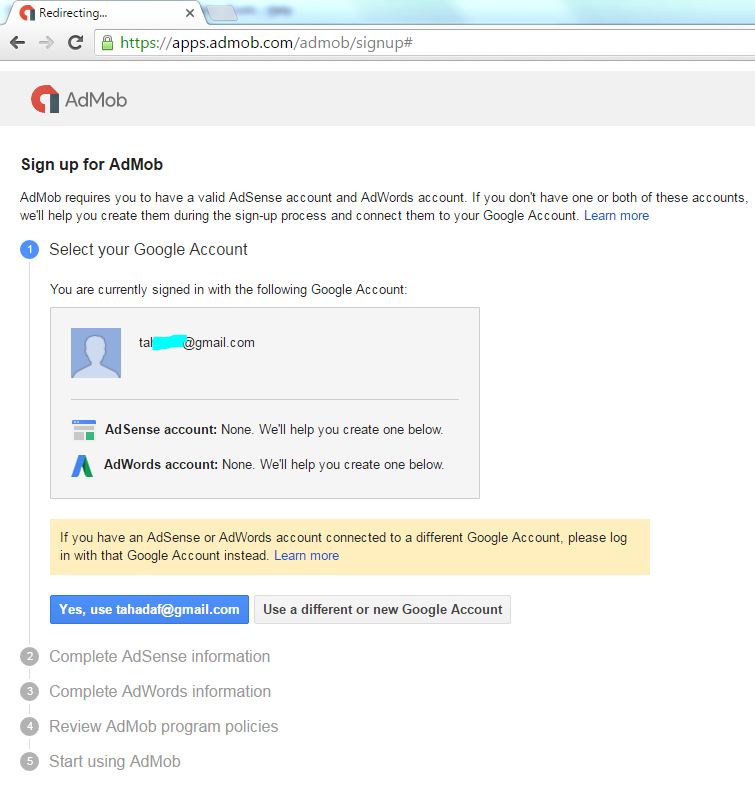 Redirecting...
https://apps.admob.com/admob/signup#
AdMob
Sign up for AdMob
AdMob requires you to have a valid AdSense account and AdWords account. If you don't have one or both of these accounts,
we'll help you create them during the sign-up process and connect them to your Google Account. Learn more
1 Select your Google Account
You are currently signed in with the following Google Account:
tal @gmail.com
AdSense account: None. We'll help you create one below.
AdWords account: None. We'll help you create one below.
If you have an AdSense or AdWords account connected to a different Google Account, please log
in with that Google Account instead. Learn more
Yes, use tahadaf@gmail.com Use a different or new Google Account
2 Complete AdSense information
3 Complete AdWords information
4 Review AdMob program policies
5 Start using AdMob